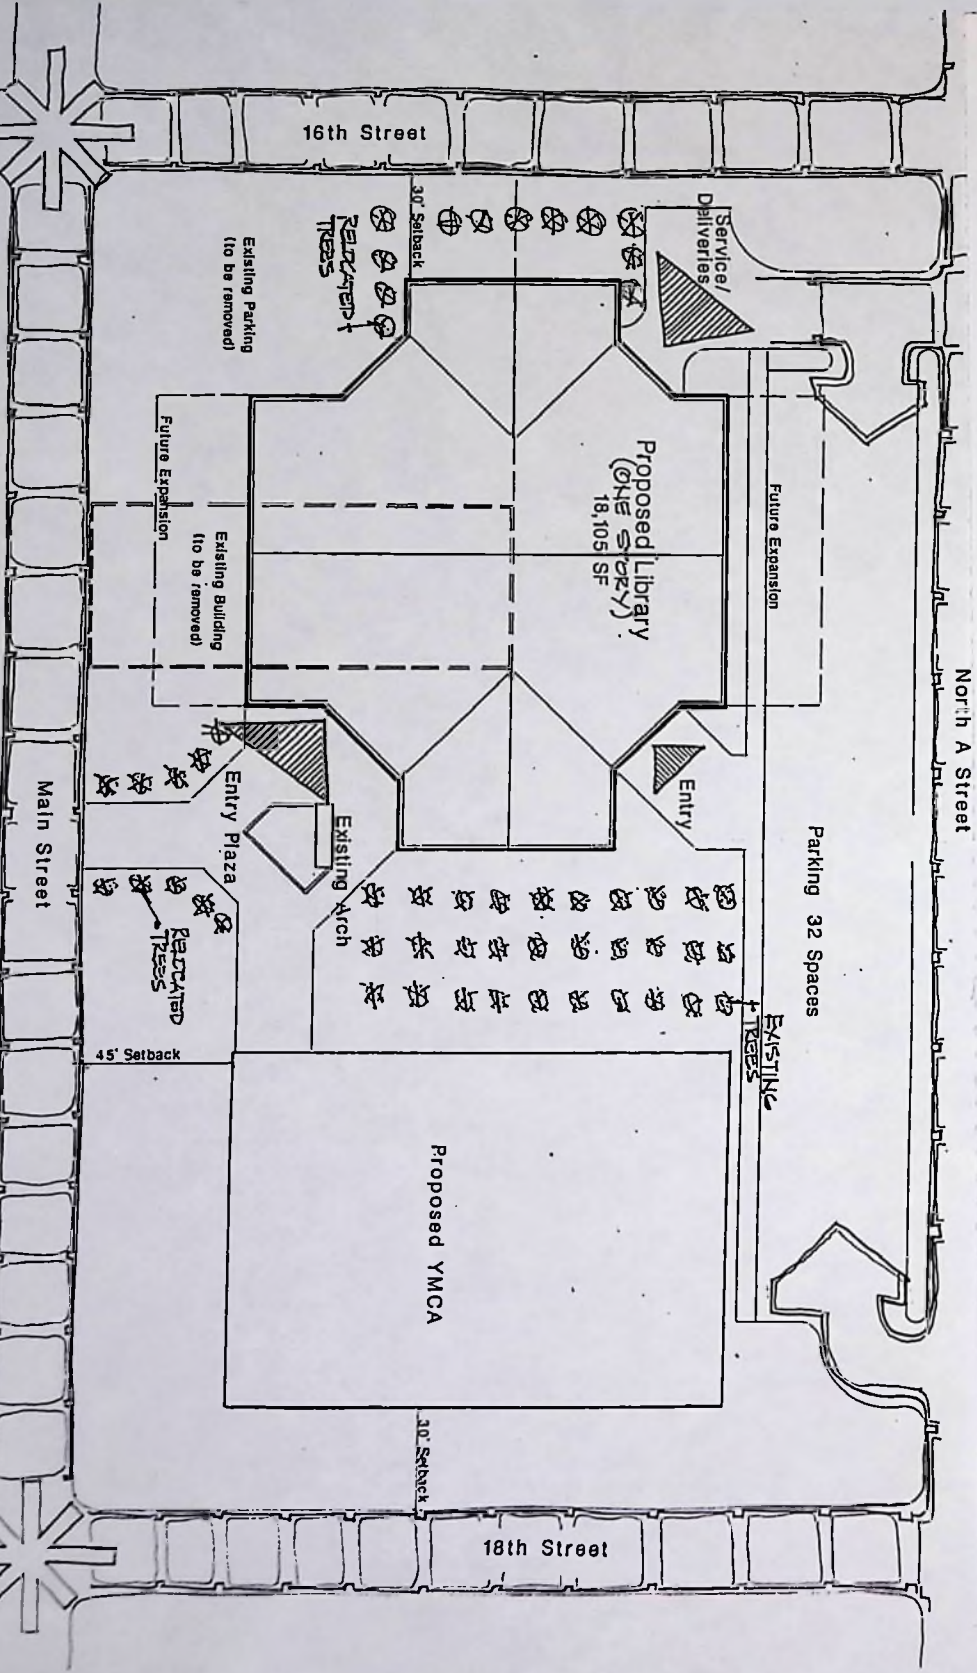 16th Street
30' Setback
RELOCATED
TREES
Service/
Deliveries
Existing Parking
(to be removed)
Future Expansion
Existing Building
(to be removed)
Proposed Library
(ONE STORY)
18,105 SF
Future Expansion
North A Street
Parking 32 Spaces
Entry
Entry Plaza
Existing Arch
Main Street
RELOCATED
TREES
EXISTING
TREES
45' Setback
Proposed YMCA
30' Setback
18th Street